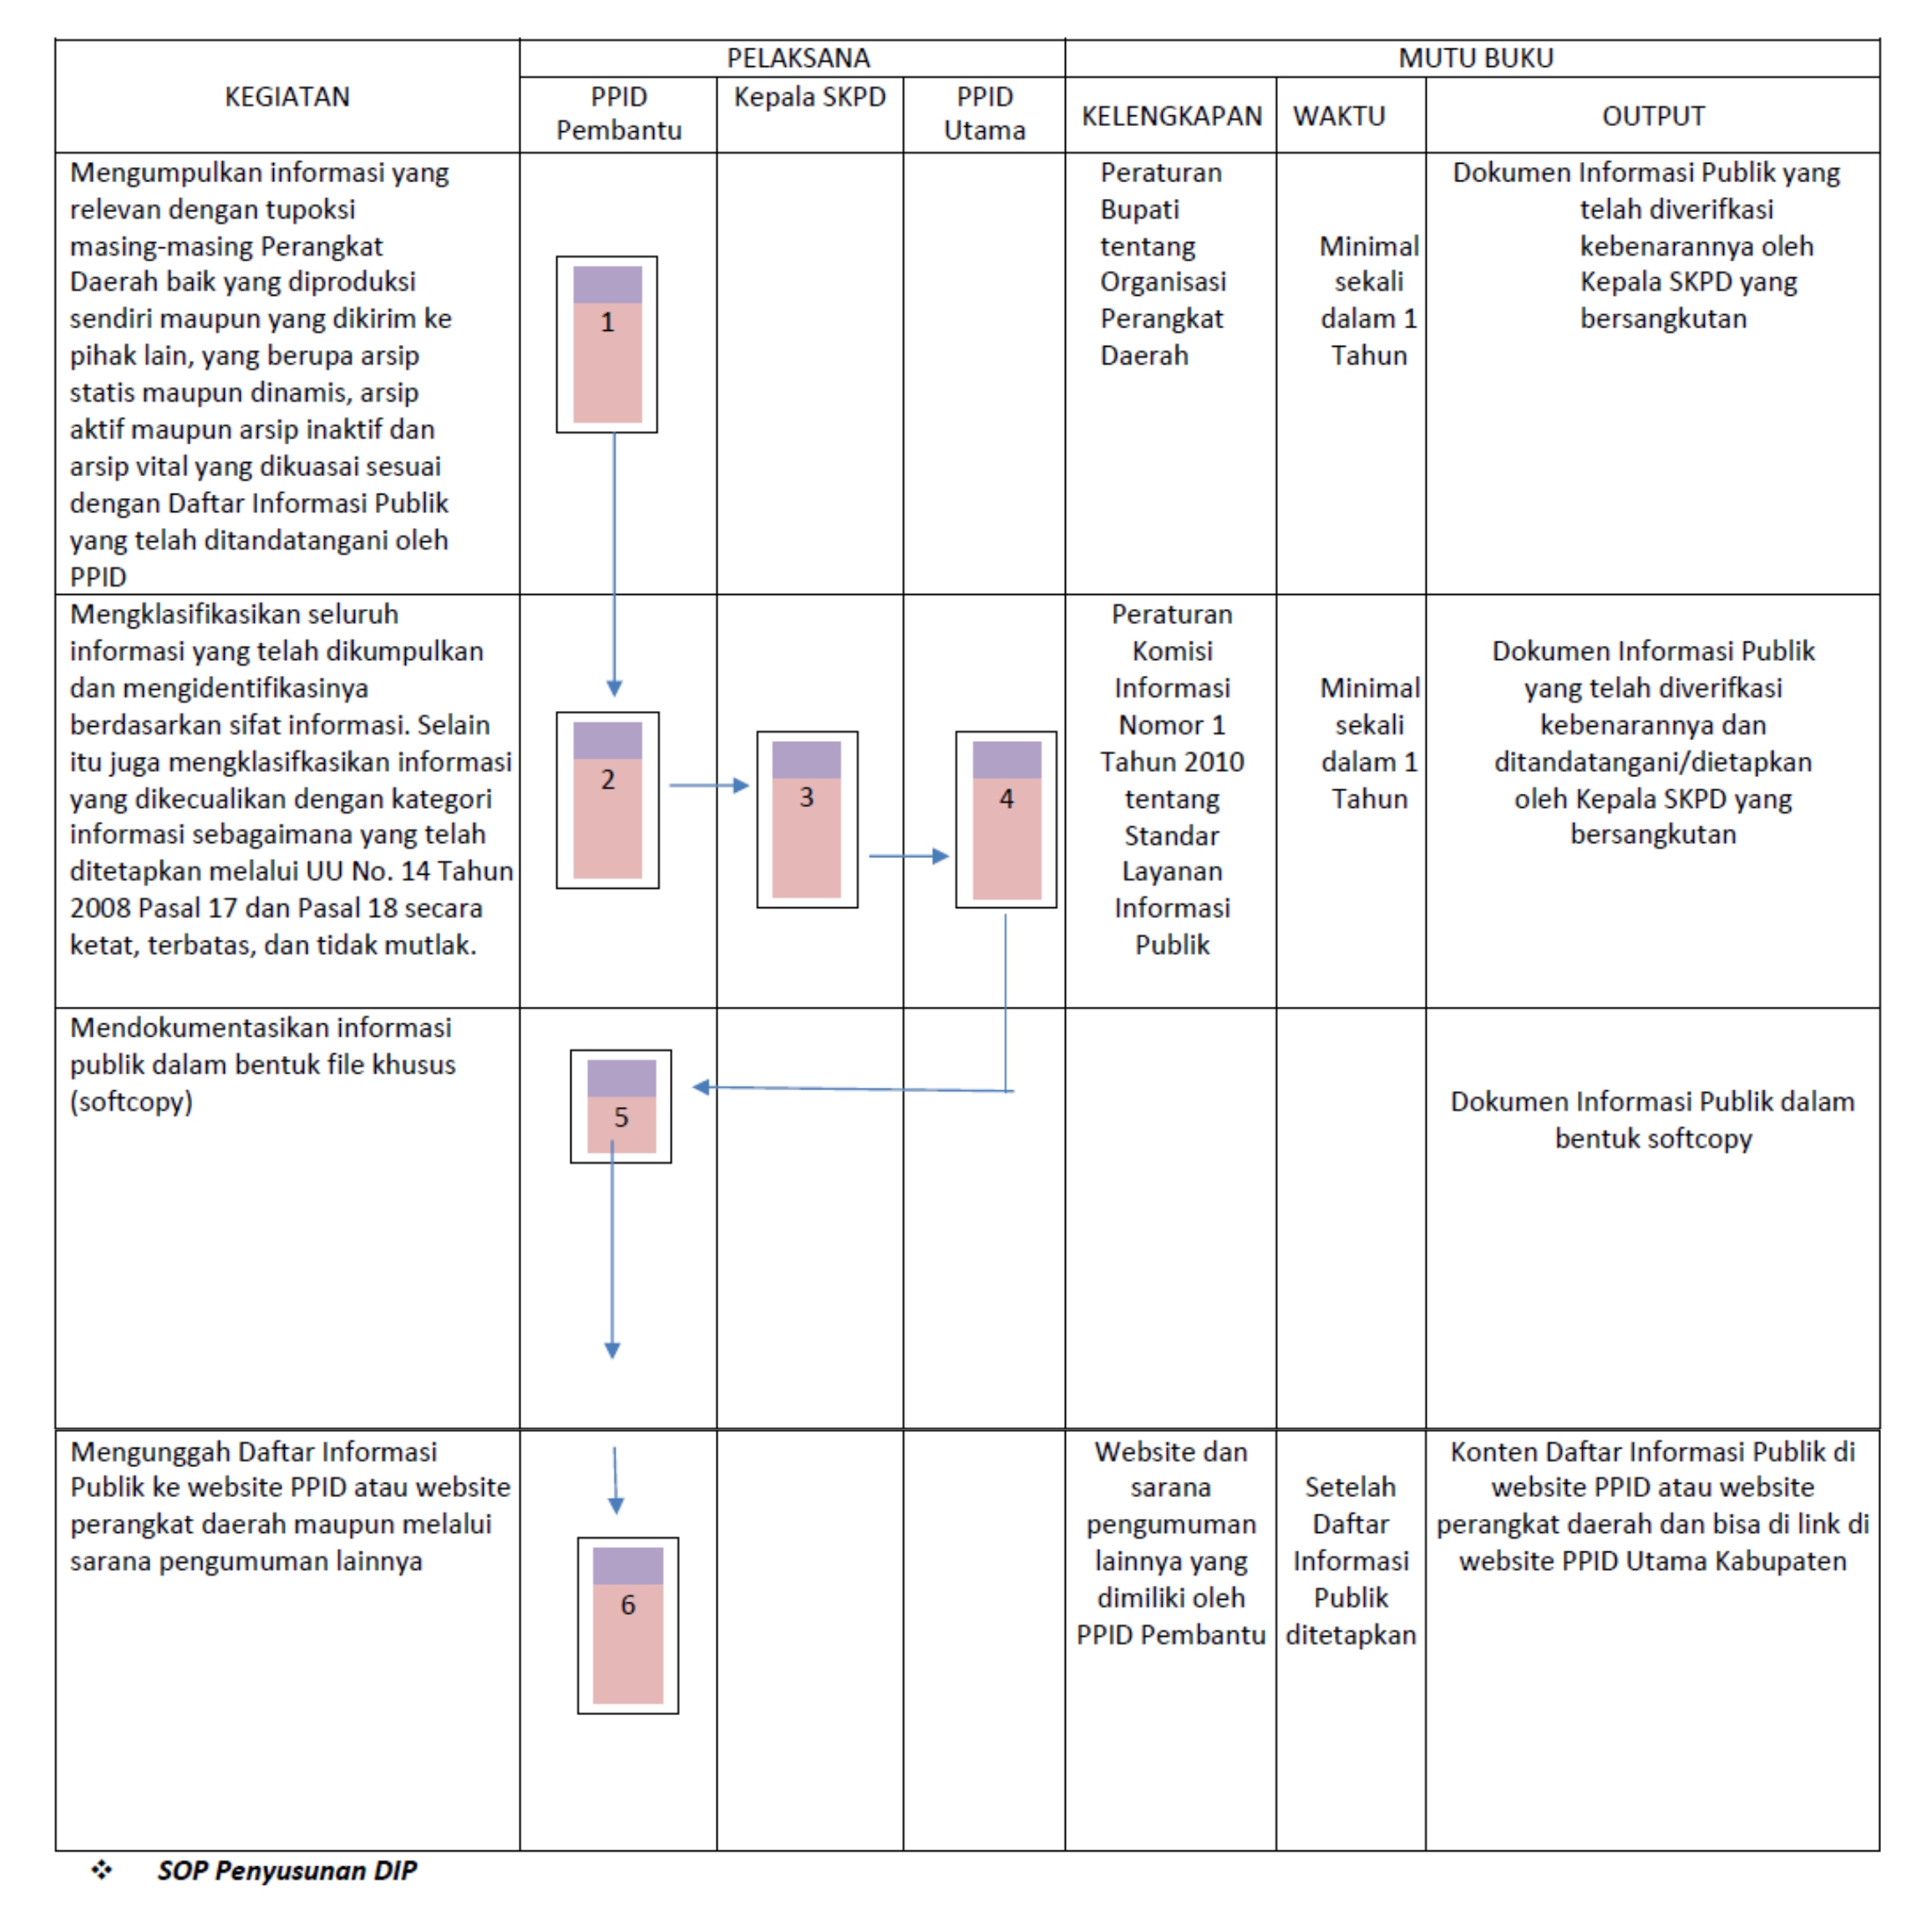 KEGIATAN
PELAKSANA
MUTU BUKU
PPID
Pembantu
Kepala SKPD
PPID
Utama
KELENGKAPAN
WAKTU
OUTPUT
Mengumpulkan informasi yang
relevan dengan tupoksi
masing-masing Perangkat
Daerah baik yang diproduksi
sendiri maupun yang dikirim ke
pihak lain, yang berupa arsip
statis maupun dinamis, arsip
aktif maupun arsip inaktif dan
arsip vital yang dikuasai sesuai
dengan Daftar Informasi Publik
yang telah ditandatangani oleh
PPID
1
Peraturan
Bupati
tentang
Organisasi
Perangkat
Daerah
Minimal
sekali
dalam 1
Tahun
Dokumen Informasi Publik yang
telah diverifkasi
kebenarannya oleh
Kepala SKPD yang
bersangkutan
Mengklasifikasikan seluruh
informasi yang telah dikumpulkan
dan mengidentifikasinya
berdasarkan sifat informasi. Selain
itu juga mengklasifkasikan informasi
yang dikecualikan dengan kategori
informasi sebagaimana yang telah
ditetapkan melalui UU No. 14 Tahun
2008 Pasal 17 dan Pasal 18 secara
ketat, terbatas, dan tidak mutlak.
2
3
4
Peraturan
Komisi
Informasi
Nomor 1
Tahun 2010
tentang
Standar
Layanan
Informasi
Publik
Minimal
sekali
dalam 1
Tahun
Dokumen Informasi Publik
yang telah diverifkasi
kebenarannya dan
ditandatangani/dietapkan
oleh Kepala SKPD yang
bersangkutan
Mendokumentasikan informasi
publik dalam bentuk file khusus
(softcopy)
5
Dokumen Informasi Publik dalam
bentuk softcopy
Mengunggah Daftar Informasi
Publik ke website PPID atau website
perangkat daerah maupun melalui
sarana pengumuman lainnya
6
Website dan
sarana
pengumuman
lainnya yang
dimiliki oleh
PPID Pembantu
Setelah
Daftar
Informasi
Publik
ditetapkan
Konten Daftar Informasi Publik di
website PPID atau website
perangkat daerah dan bisa di link di
website PPID Utama Kabupaten
❖ SOP Penyusunan DIP